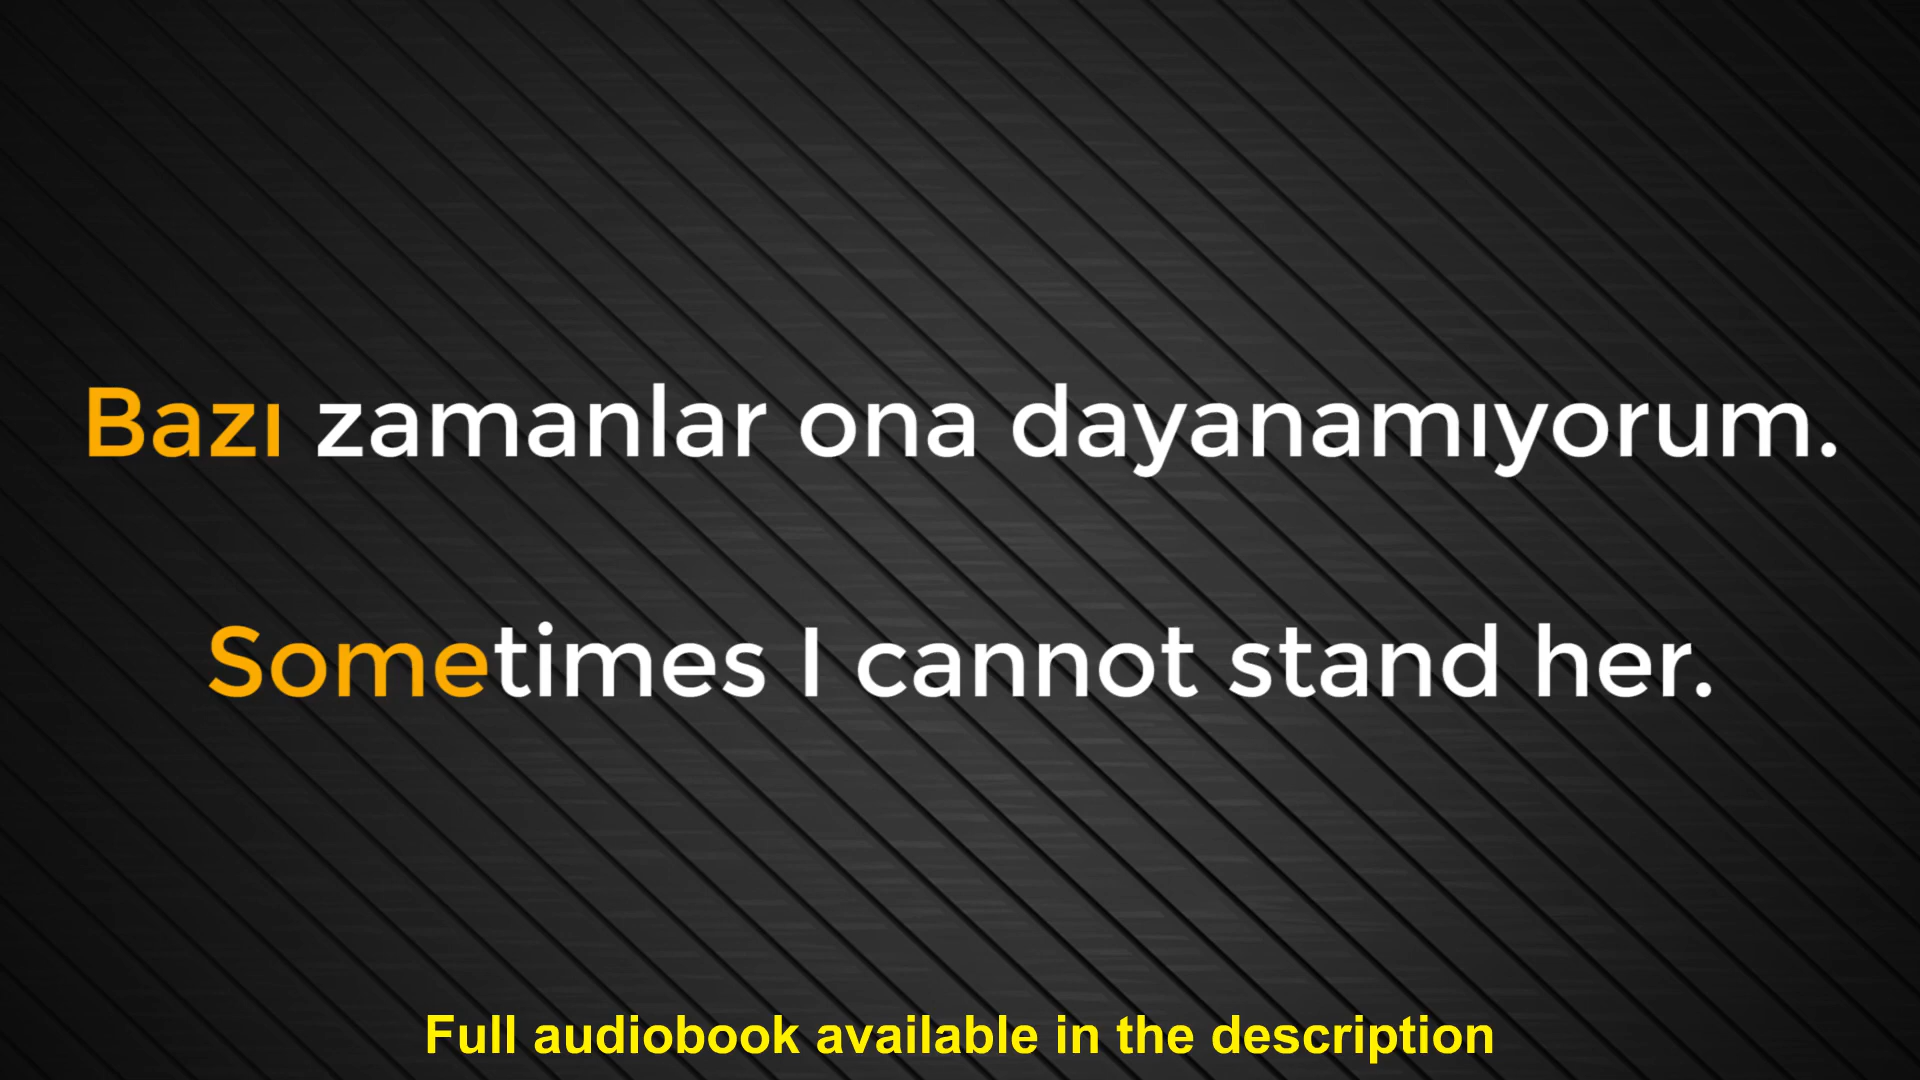 Bazı zamanlar ona dayanamıyorum.
Sometimes I cannot stand her.
Full audiobook available in the description